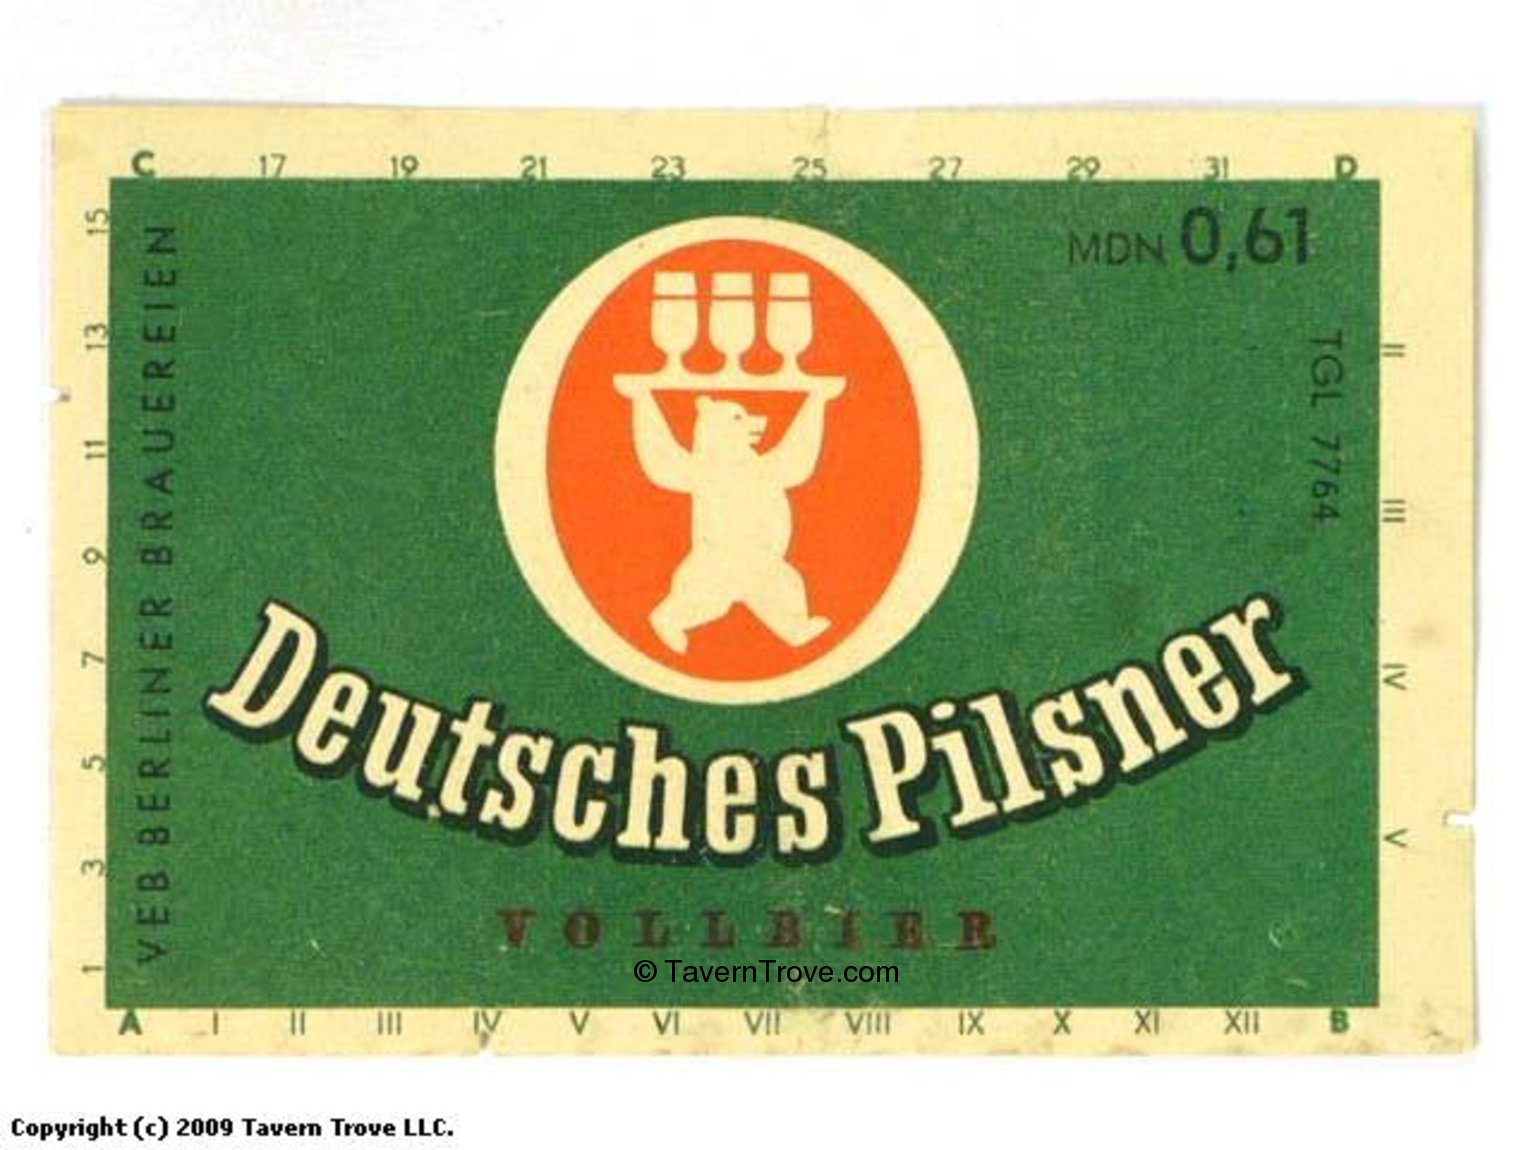 C 17 19 21 23 25 27 29 31 D
MDN 0,61
15 13 11 9 7 5 3 1
VEB BERLINER BRAUEREIEN
TGL 7764
II III IV V
Deutsches Pilsner
VOLLBIER
© TavernTrove.com
A I II III IV V VI VII VIII IX X XI XII B
Copyright (c) 2009 Tavern Trove LLC.